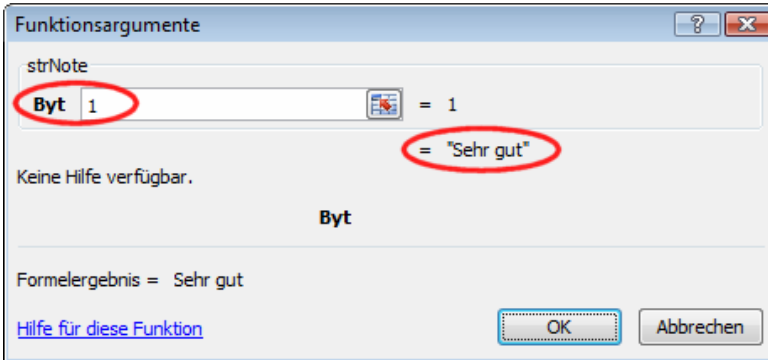 Funktionsargumente
strNote
Byt 1 = 1
= "Sehr gut"
Keine Hilfe verfügbar.
Byt
Formelergebnis = Sehr gut
Hilfe für diese Funktion OK Abbrechen